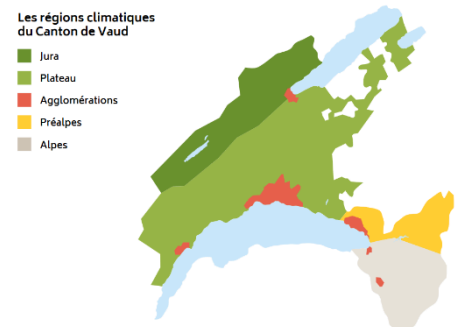 Les régions climatiques
du Canton de Vaud
Jura
Plateau
Agglomérations
Préalpes
Alpes